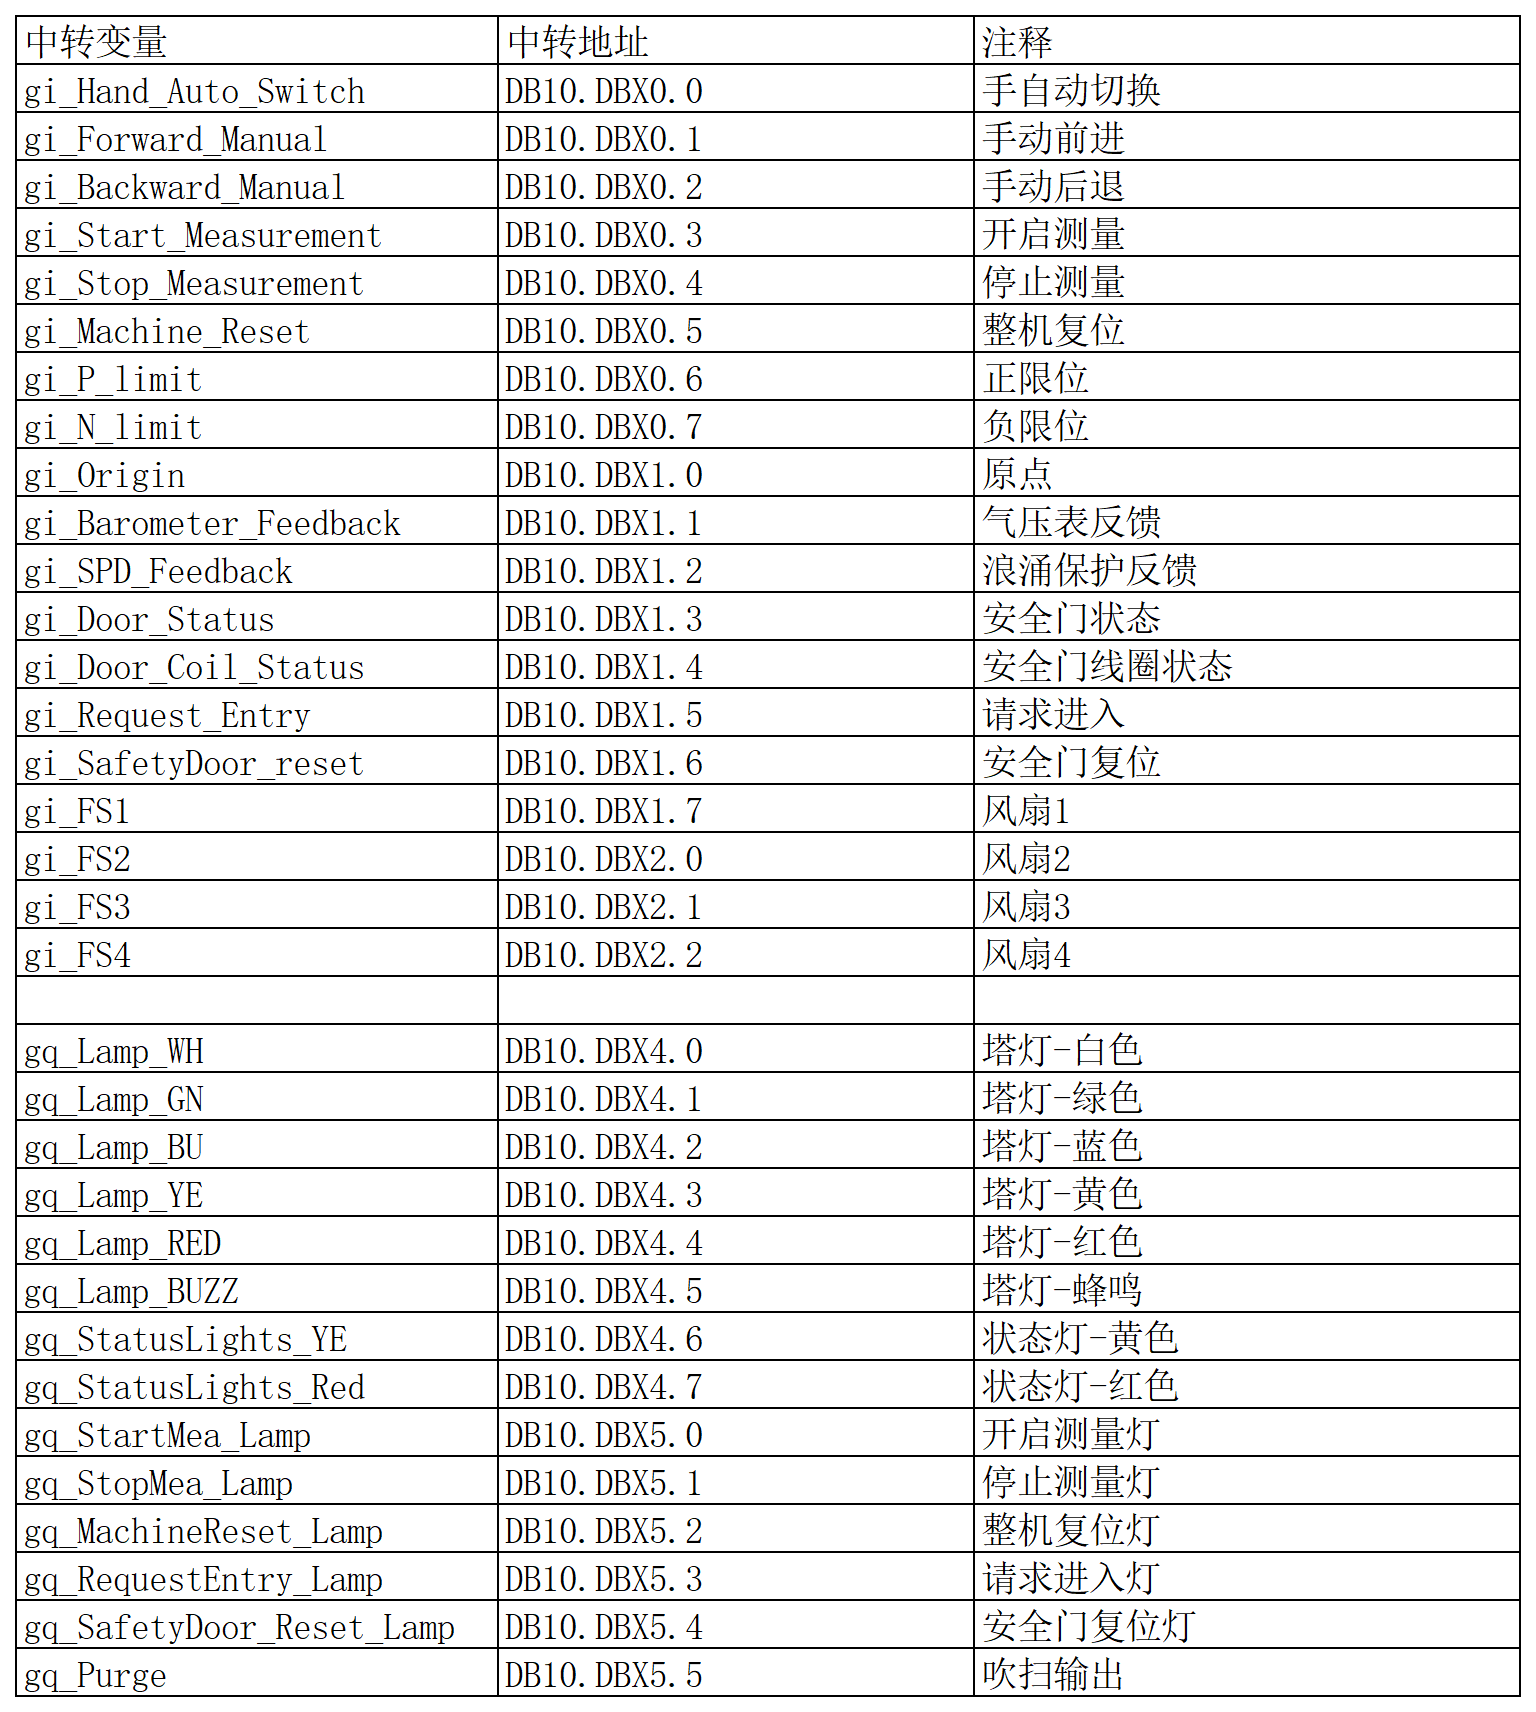 中转变量 中转地址 注释
gi_Hand_Auto_Switch DB10.DBX0.0 手自动切换
gi_Forward_Manual DB10.DBX0.1 手动前进
gi_Backward_Manual DB10.DBX0.2 手动后退
gi_Start_Measurement DB10.DBX0.3 开启测量
gi_Stop_Measurement DB10.DBX0.4 停止测量
gi_Machine_Reset DB10.DBX0.5 整机复位
gi_P_limit DB10.DBX0.6 正限位
gi_N_limit DB10.DBX0.7 负限位
gi_Origin DB10.DBX1.0 原点
gi_Barometer_Feedback DB10.DBX1.1 气压表反馈
gi_SPD_Feedback DB10.DBX1.2 浪涌保护反馈
gi_Door_Status DB10.DBX1.3 安全门状态
gi_Door_Coil_Status DB10.DBX1.4 安全门线圈状态
gi_Request_Entry DB10.DBX1.5 请求进入
gi_SafetyDoor_reset DB10.DBX1.6 安全门复位
gi_FS1 DB10.DBX1.7 风扇1
gi_FS2 DB10.DBX2.0 风扇2
gi_FS3 DB10.DBX2.1 风扇3
gi_FS4 DB10.DBX2.2 风扇4
gq_Lamp_WH DB10.DBX4.0 塔灯-白色
gq_Lamp_GN DB10.DBX4.1 塔灯-绿色
gq_Lamp_BU DB10.DBX4.2 塔灯-蓝色
gq_Lamp_YE DB10.DBX4.3 塔灯-黄色
gq_Lamp_RED DB10.DBX4.4 塔灯-红色
gq_Lamp_BUZZ DB10.DBX4.5 塔灯-蜂鸣
gq_StatusLights_YE DB10.DBX4.6 状态灯-黄色
gq_StatusLights_Red DB10.DBX4.7 状态灯-红色
gq_StartMea_Lamp DB10.DBX5.0 开启测量灯
gq_StopMea_Lamp DB10.DBX5.1 停止测量灯
gq_MachineReset_Lamp DB10.DBX5.2 整机复位灯
gq_RequestEntry_Lamp DB10.DBX5.3 请求进入灯
gq_SafetyDoor_Reset_Lamp DB10.DBX5.4 安全门复位灯
gq_Purge DB10.DBX5.5 吹扫输出